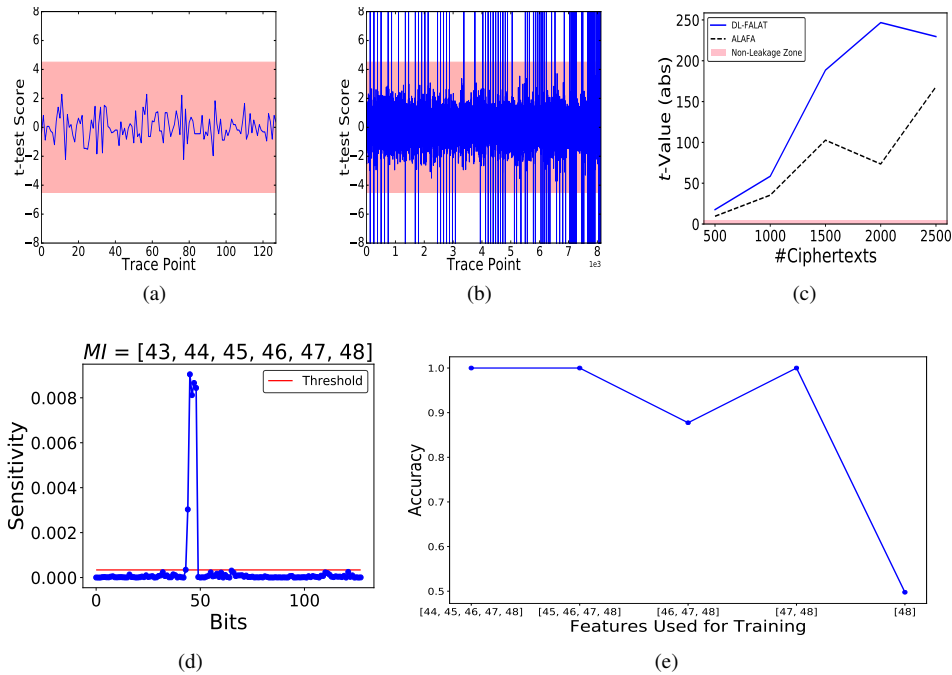 8
6
4
2
0
−2
−4
−6
−8
t-test Score
0 20 40 60 80 100 120
Trace Point
(a)
8
6
4
2
0
−2
−4
−6
−8
t-test Score
0 1 2 3 4 5 6 7 8
1e3
Trace Point
(b)
250
200
150
100
50
0
t-Value (abs)
DL-FALAT
ALAFA
Non-Leakage Zone
500 1000 1500 2000 2500
#Ciphertexts
(c)
MI = [43, 44, 45, 46, 47, 48]
Threshold
0.008
0.006
0.004
0.002
0.000
Sensitivity
0 50 100
Bits
(d)
1.0
0.9
0.8
0.7
0.6
0.5
Accuracy
[44, 45, 46, 47, 48] [45, 46, 47, 48] [46, 47, 48] [47, 48] [48]
Features Used for Training
(e)